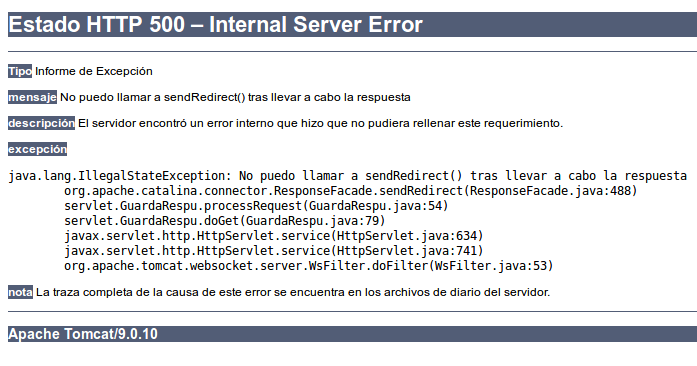 Estado HTTP 500 – Internal Server Error
Tipo Informe de Excepción
mensaje No puedo llamar a sendRedirect() tras llevar a cabo la respuesta
descripción El servidor encontró un error interno que hizo que no pudiera rellenar este requerimiento.
excepción
java.lang.IllegalStateException: No puedo llamar a sendRedirect() tras llevar a cabo la respuesta
org.apache.catalina.connector.ResponseFacade.sendRedirect(ResponseFacade.java:488)
servlet.GuardaRespu.processRequest(GuardaRespu.java:54)
servlet.GuardaRespu.doGet(GuardaRespu.java:79)
javax.servlet.http.HttpServlet.service(HttpServlet.java:634)
javax.servlet.http.HttpServlet.service(HttpServlet.java:741)
org.apache.tomcat.websocket.server.WsFilter.doFilter(WsFilter.java:53)
nota La traza completa de la causa de este error se encuentra en los archivos de diario del servidor.
Apache Tomcat/9.0.10